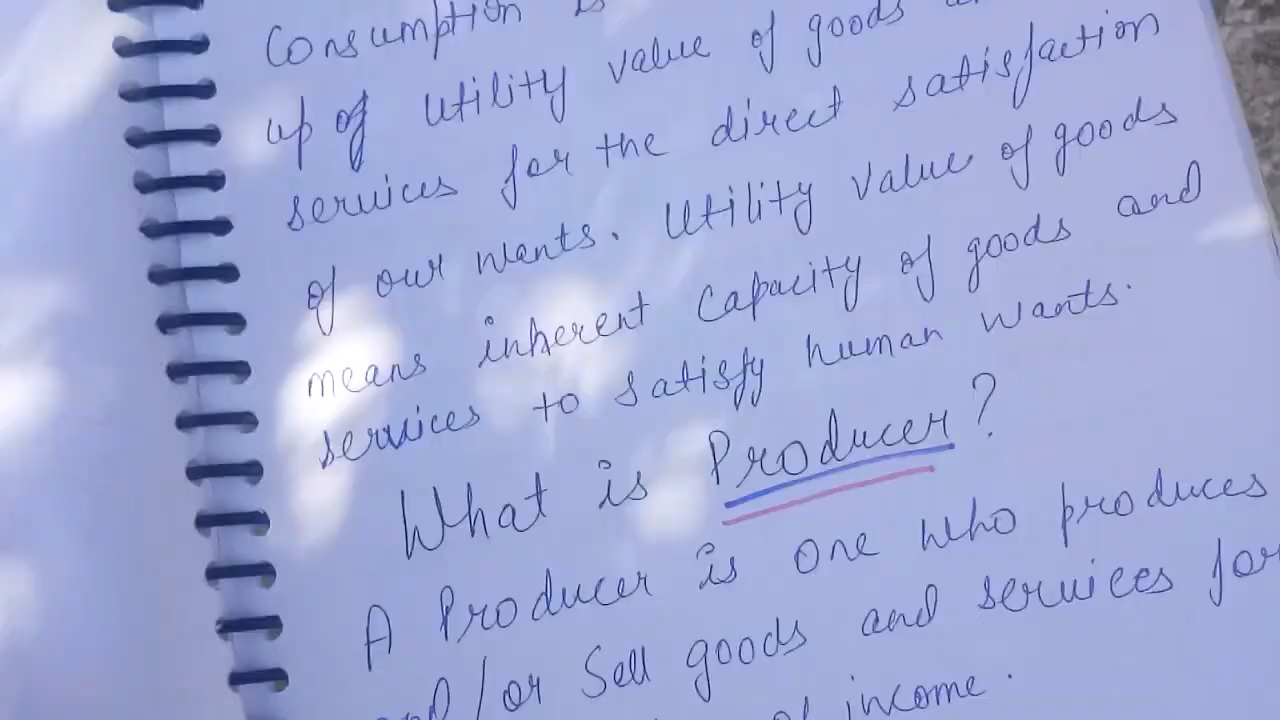 Consumption is
up of Utility value of goods
services for the direct satisfaction
of our wants. Utility value of goods
means inherent capacity of goods and
services to satisfy human wants.
What is Producer?
A Producer is one who produces
/or Sell goods and services for
of income.